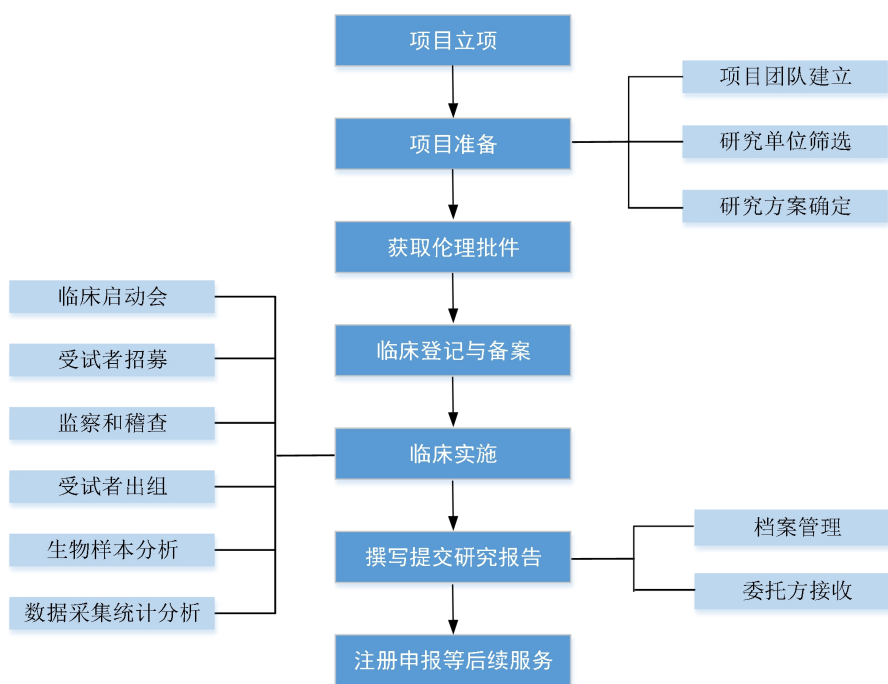 项目立项
项目准备
项目团队建立
研究单位筛选
研究方案确定
获取伦理批件
临床登记与备案
临床实施
临床启动会
受试者招募
监察和稽查
受试者出组
生物样本分析
数据采集统计分析
撰写提交研究报告
档案管理
委托方接收
注册申报等后续服务